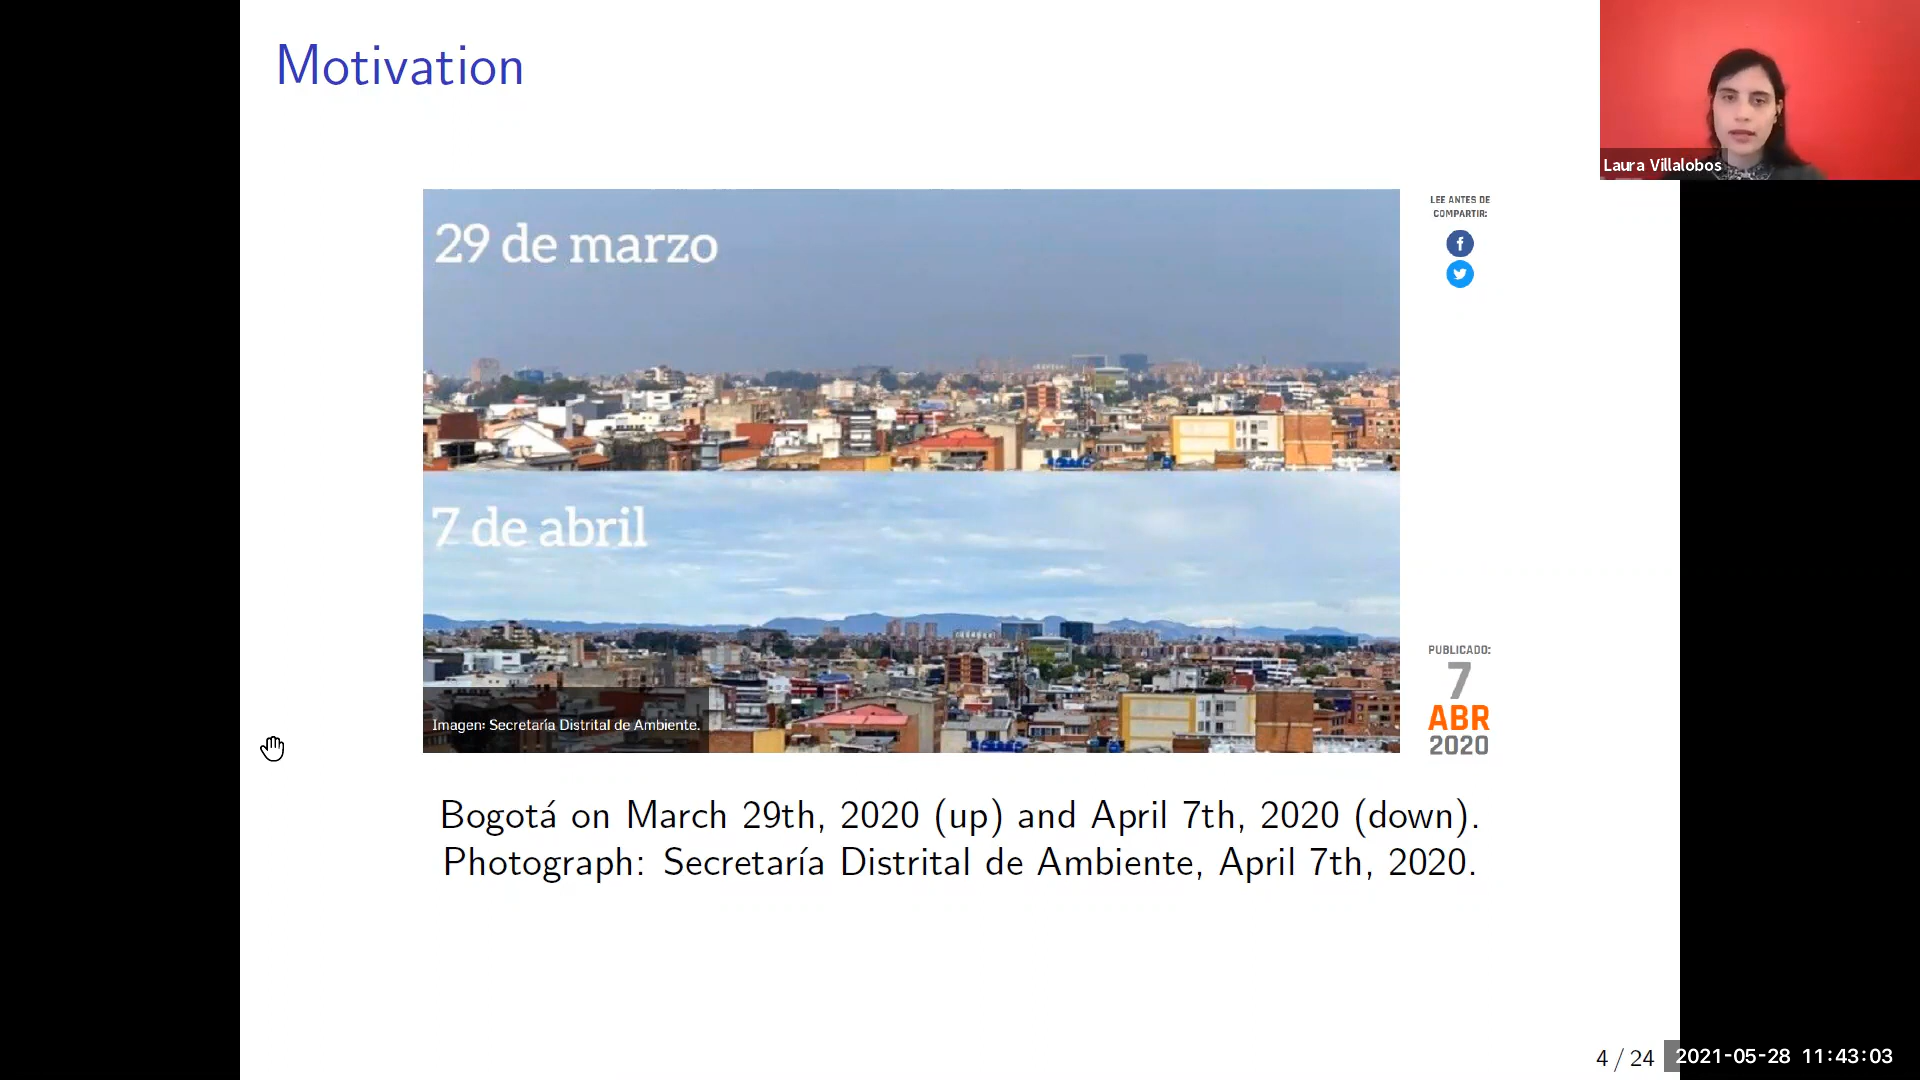 Motivation
Laura Villalobos
29 de marzo
LEE ANTES DE
COMPARTIR:
7 de abril
Imagen: Secretaría Distrital de Ambiente.
PUBLICADO:
7
ABR
2020
Bogotá on March 29th, 2020 (up) and April 7th, 2020 (down).
Photograph: Secretaría Distrital de Ambiente, April 7th, 2020.
4 / 24
2021-05-28 11:43:03